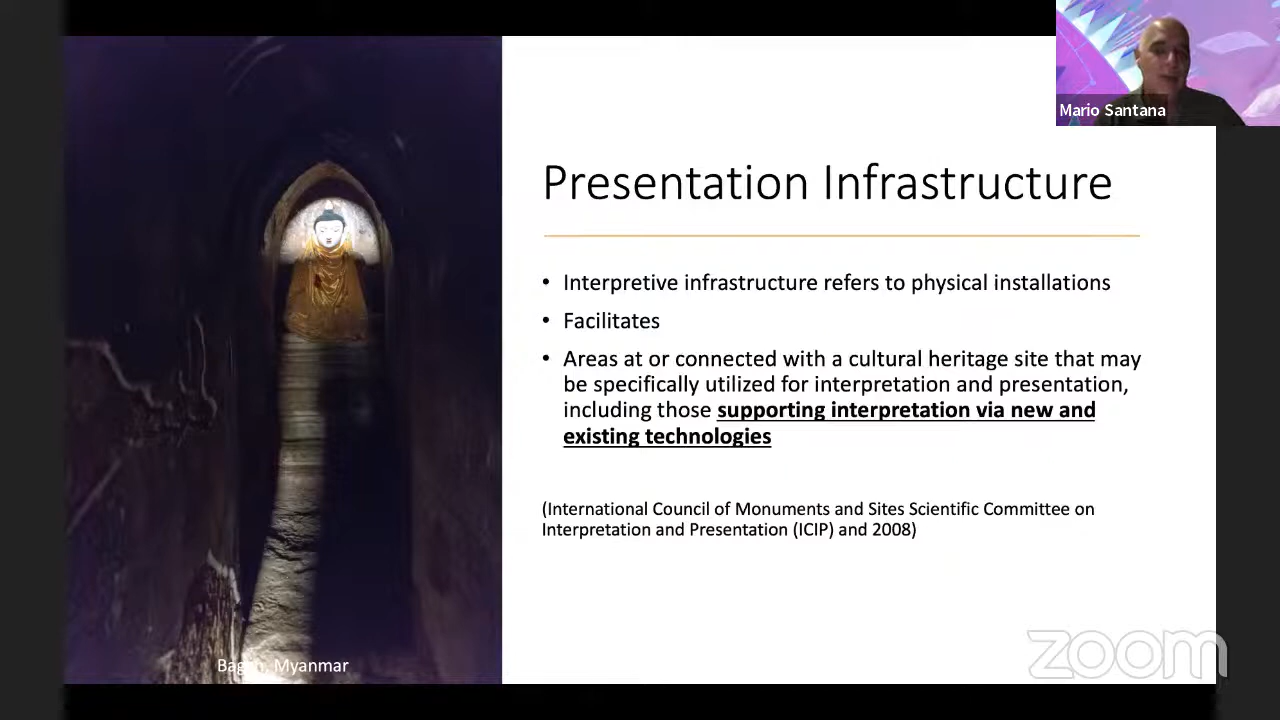 Mario Santana
Presentation Infrastructure
• Interpretive infrastructure refers to physical installations
• Facilitates
• Areas at or connected with a cultural heritage site that may
be specifically utilized for interpretation and presentation,
including those supporting interpretation via new and
existing technologies
(International Council of Monuments and Sites Scientific Committee on
Interpretation and Presentation (ICIP) and 2008)
Bagan, Myanmar
zoom